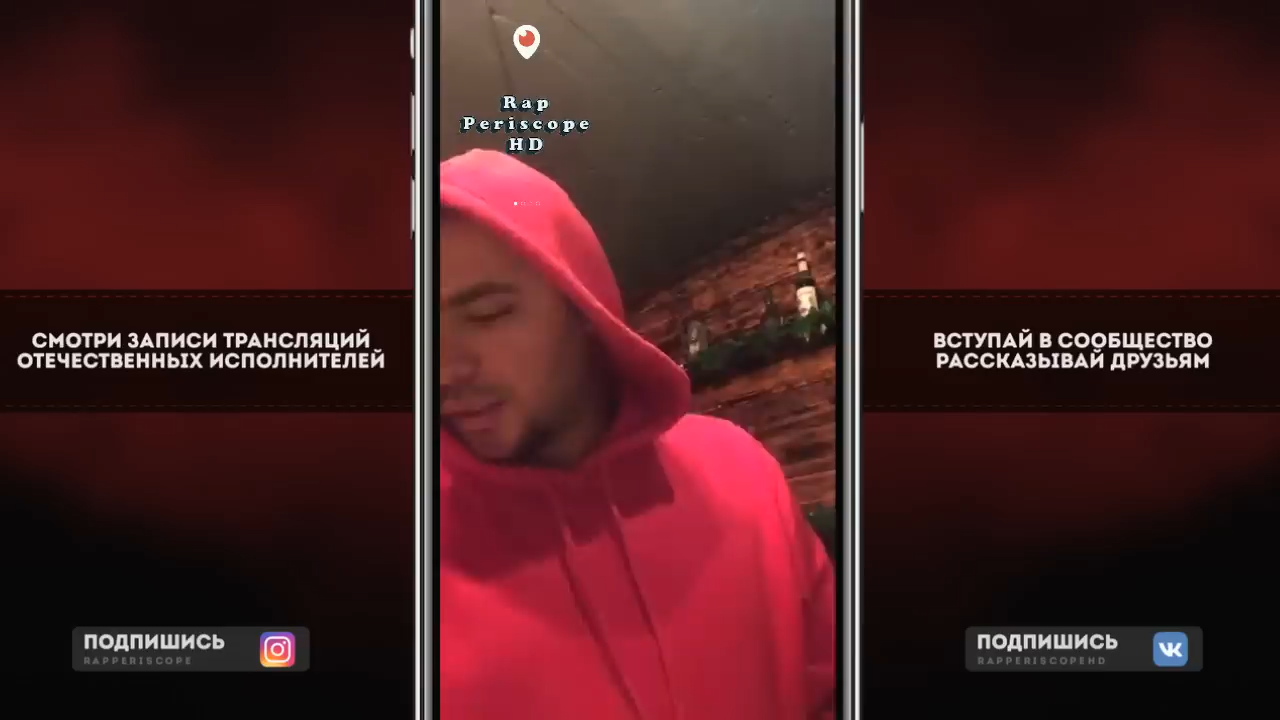 Rap
Periscope
HD
СМОТРИ ЗАПИСИ ТРАНСЛЯЦИЙ
ОТЕЧЕСТВЕННЫХ ИСПОЛНИТЕЛЕЙ
ВСТУПАЙ В СООБЩЕСТВО
РАССКАЗЫВАЙ ДРУЗЬЯМ
ПОДПИШИСЬ
RAPPERISCOPE
ПОДПИШИСЬ
RAPPERISCOPEHD